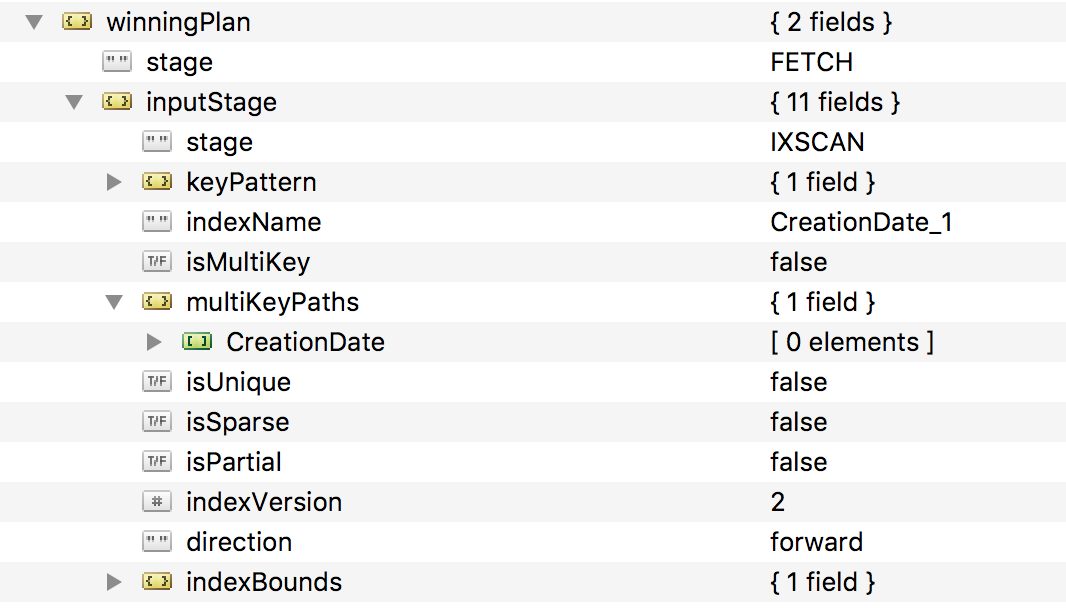 winningPlan { 2 fields }
stage FETCH
inputStage { 11 fields }
stage IXSCAN
keyPattern { 1 field }
indexName CreationDate_1
isMultiKey false
multiKeyPaths { 1 field }
CreationDate [ 0 elements ]
isUnique false
isSparse false
isPartial false
indexVersion 2
direction forward
indexBounds { 1 field }